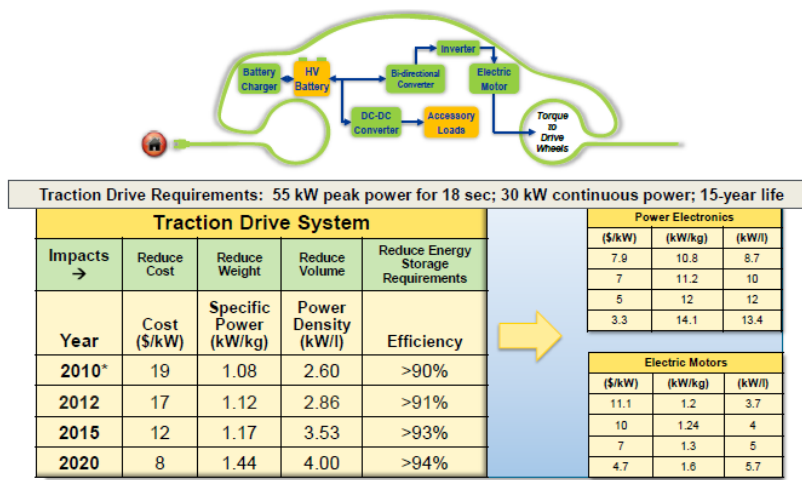 Battery Charger
HV Battery
Bi-directional Converter
Inverter
Electric Motor
DC-DC Converter
Accessory Loads
Torque to Drive Wheels
Traction Drive Requirements: 55 kW peak power for 18 sec; 30 kW continuous power; 15-year life
Traction Drive System
Impacts → Reduce Cost Reduce Weight Reduce Volume Reduce Energy Storage Requirements
Year Cost ($/kW) Specific Power (kW/kg) Power Density (kW/l) Efficiency
2010* 19 1.08 2.60 >90%
2012 17 1.12 2.86 >91%
2015 12 1.17 3.53 >93%
2020 8 1.44 4.00 >94%
Power Electronics
($/kW) (kW/kg) (kW/l)
7.9 10.8 8.7
7 11.2 10
5 12 12
3.3 14.1 13.4
Electric Motors
($/kW) (kW/kg) (kW/l)
11.1 1.2 3.7
10 1.24 4
7 1.3 5
4.7 1.6 5.7